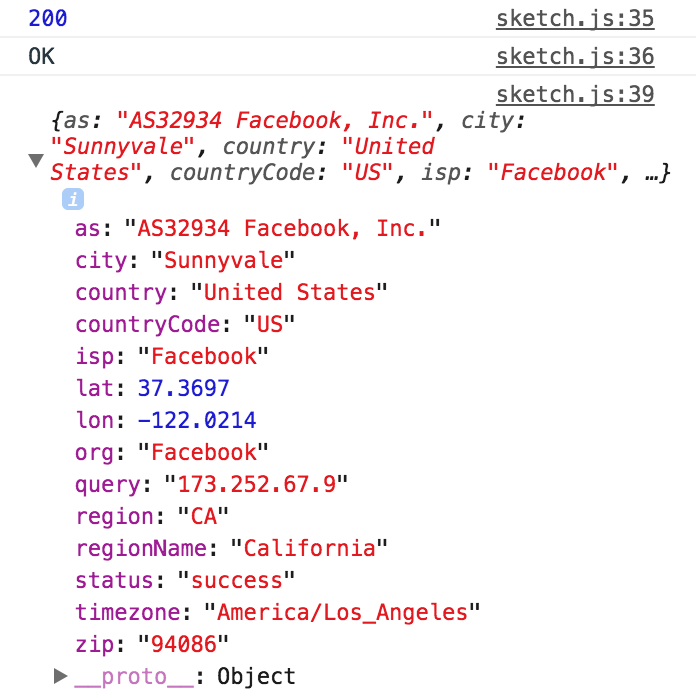 200 sketch.js:35
OK sketch.js:36
sketch.js:39
{as: "AS32934 Facebook, Inc.", city:
"Sunnyvale", country: "United
States", countryCode: "US", isp: "Facebook", …}
i
as: "AS32934 Facebook, Inc."
city: "Sunnyvale"
country: "United States"
countryCode: "US"
isp: "Facebook"
lat: 37.3697
lon: -122.0214
org: "Facebook"
query: "173.252.67.9"
region: "CA"
regionName: "California"
status: "success"
timezone: "America/Los_Angeles"
zip: "94086"
__proto__: Object